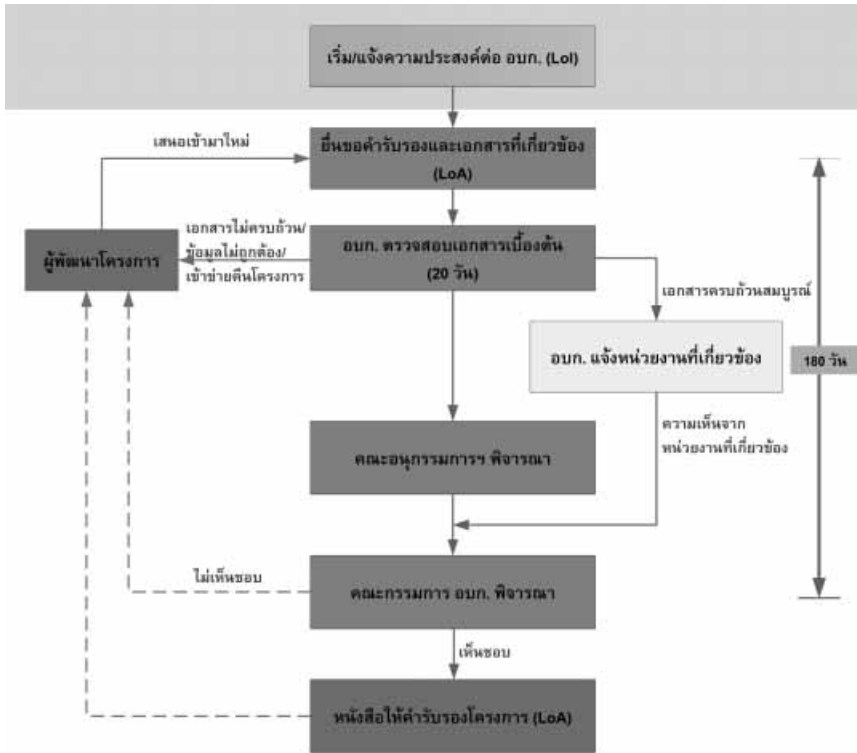 เริ่ม/แจ้งความประสงค์ต่อ อบก. (LoI)
เสนอเข้ามาใหม่
ยื่นขอคำรับรองและเอกสารที่เกี่ยวข้อง
(LoA)
ผู้พัฒนาโครงการ
เอกสารไม่ครบถ้วน/
ข้อมูลไม่ถูกต้อง/
เข้าข่ายคืนโครงการ
อบก. ตรวจสอบเอกสารเบื้องต้น
(20 วัน)
เอกสารครบถ้วนสมบูรณ์
อบก. แจ้งหน่วยงานที่เกี่ยวข้อง
180 วัน
ความเห็นจาก
หน่วยงานที่เกี่ยวข้อง
คณะอนุกรรมการฯ พิจารณา
ไม่เห็นชอบ
คณะกรรมการ อบก. พิจารณา
เห็นชอบ
หนังสือให้คำรับรองโครงการ (LoA)